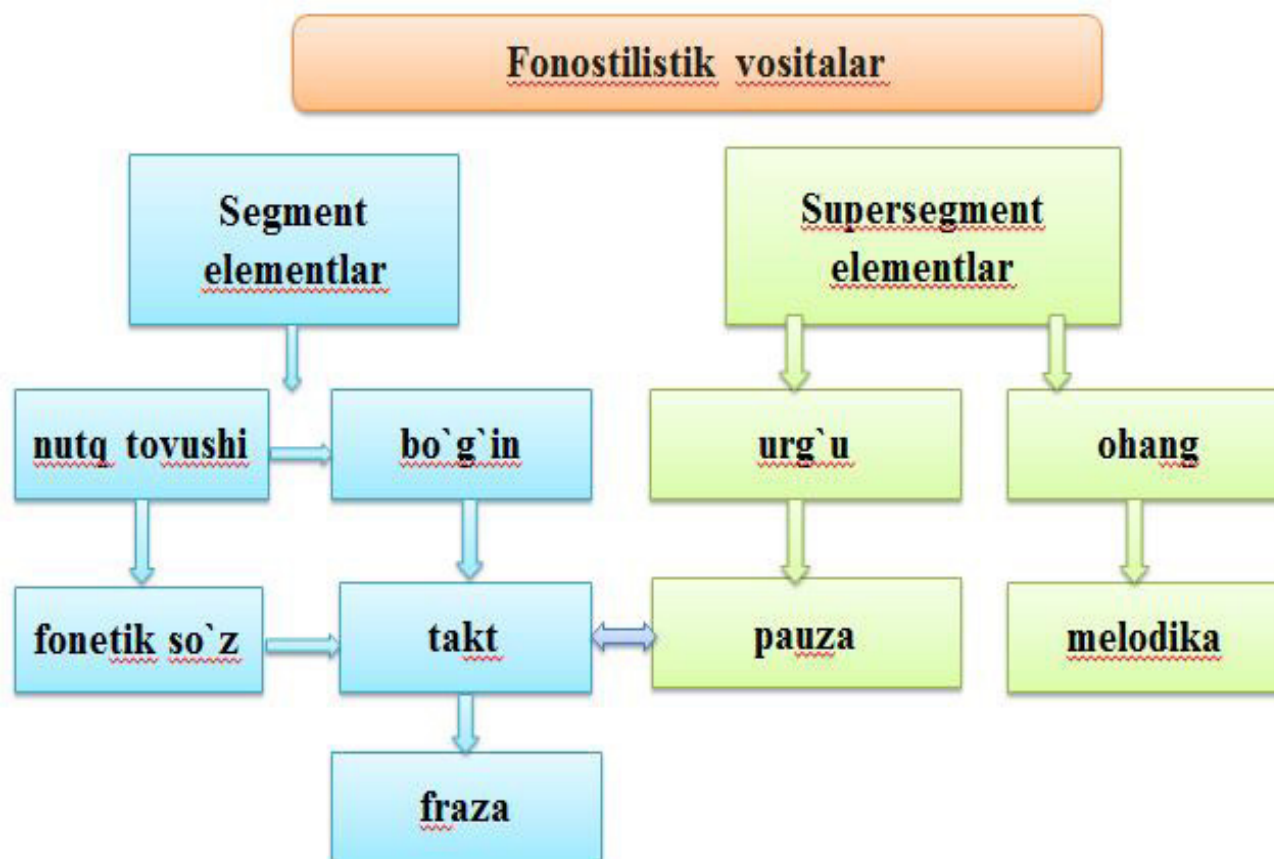 Fonostilistik vositalar
Segment
elementlar
Supersegment
elementlar
nutq tovushi
bo`g`in
urg`u
ohang
fonetik so`z
takt
pauza
melodika
fraza